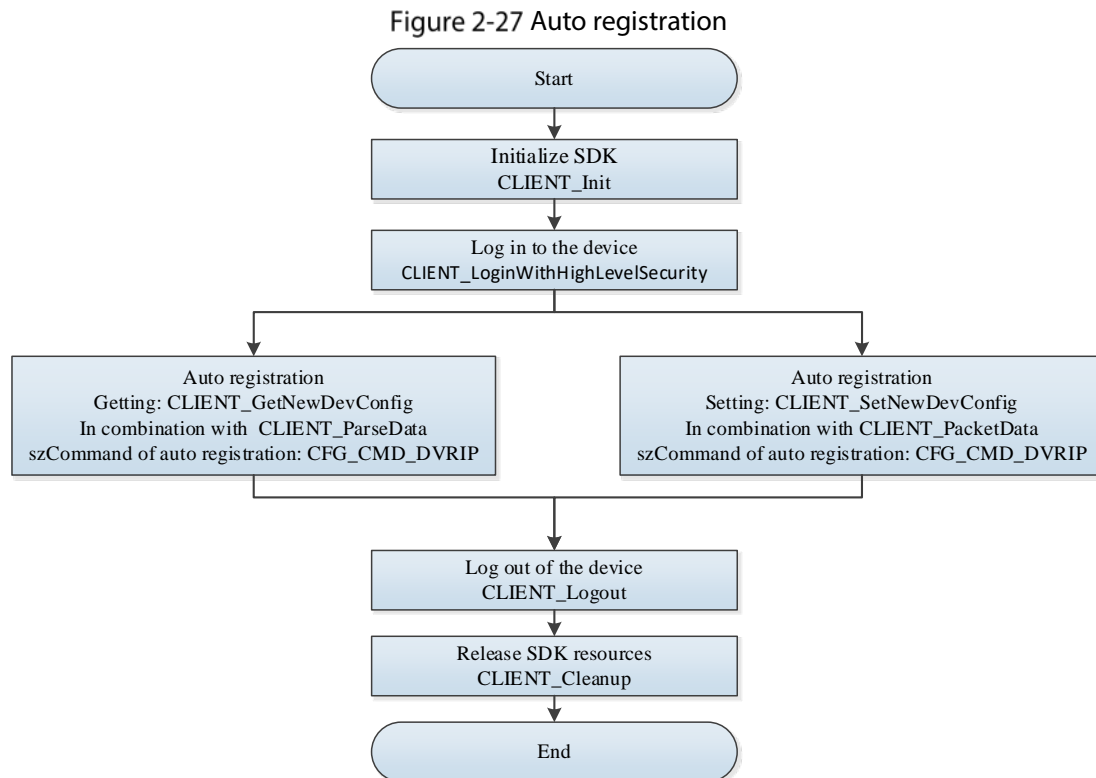 Figure 2-27 Auto registration
Start
Initialize SDK
CLIENT_Init
Log in to the device
CLIENT_LoginWithHighLevelSecurity
Auto registration
Getting: CLIENT_GetNewDevConfig
In combination with CLIENT_ParseData
szCommand of auto registration: CFG_CMD_DVRIP
Auto registration
Setting: CLIENT_SetNewDevConfig
In combination with CLIENT_PacketData
szCommand of auto registration: CFG_CMD_DVRIP
Log out of the device
CLIENT_Logout
Release SDK resources
CLIENT_Cleanup
End